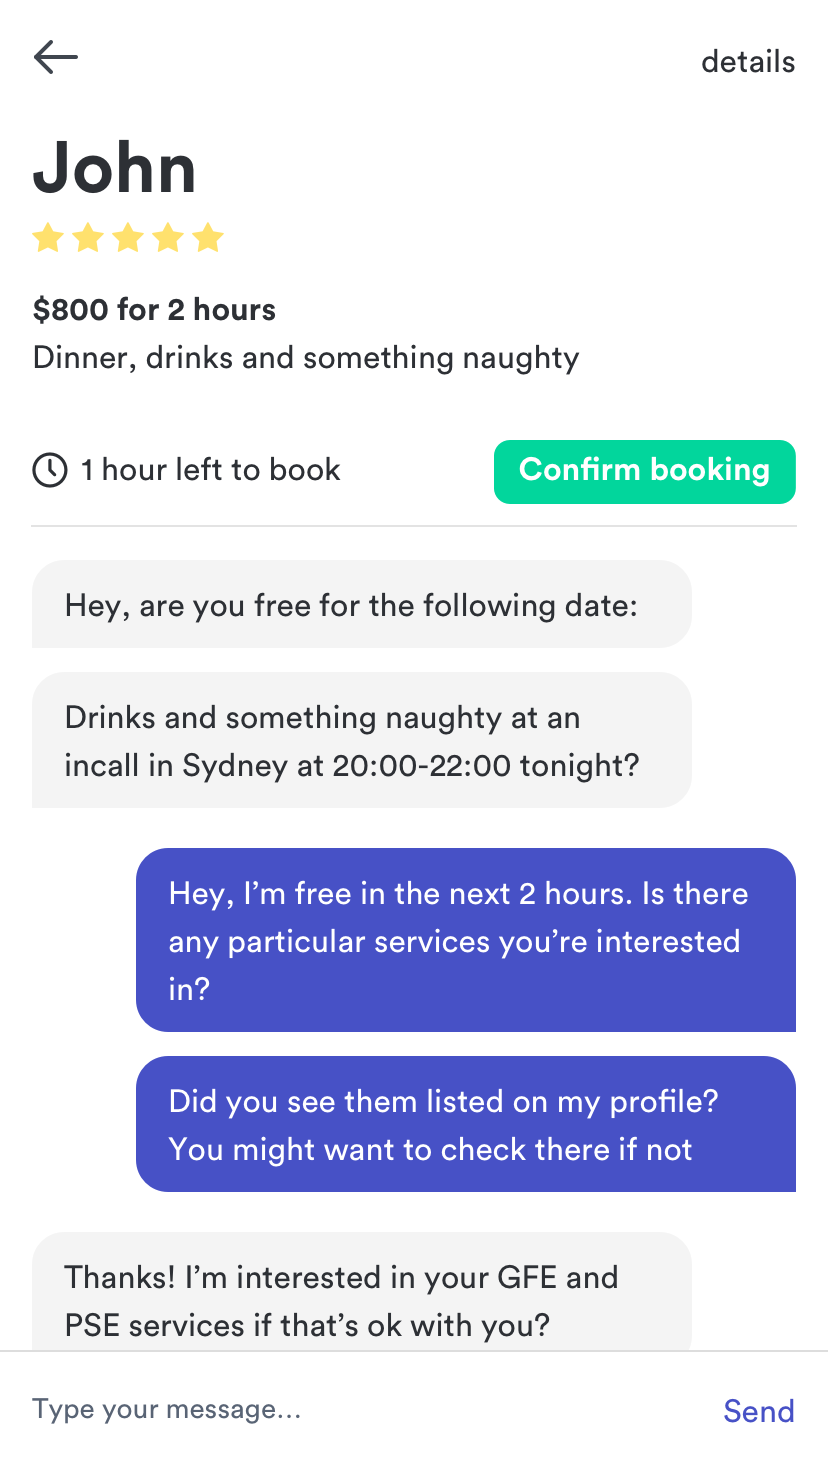 details
John
$800 for 2 hours
Dinner, drinks and something naughty
1 hour left to book
Confirm booking
Hey, are you free for the following date:
Drinks and something naughty at an
incall in Sydney at 20:00-22:00 tonight?
Hey, I’m free in the next 2 hours. Is there
any particular services you’re interested
in?
Did you see them listed on my profile?
You might want to check there if not
Thanks! I’m interested in your GFE and
PSE services if that’s ok with you?
Type your message...
Send